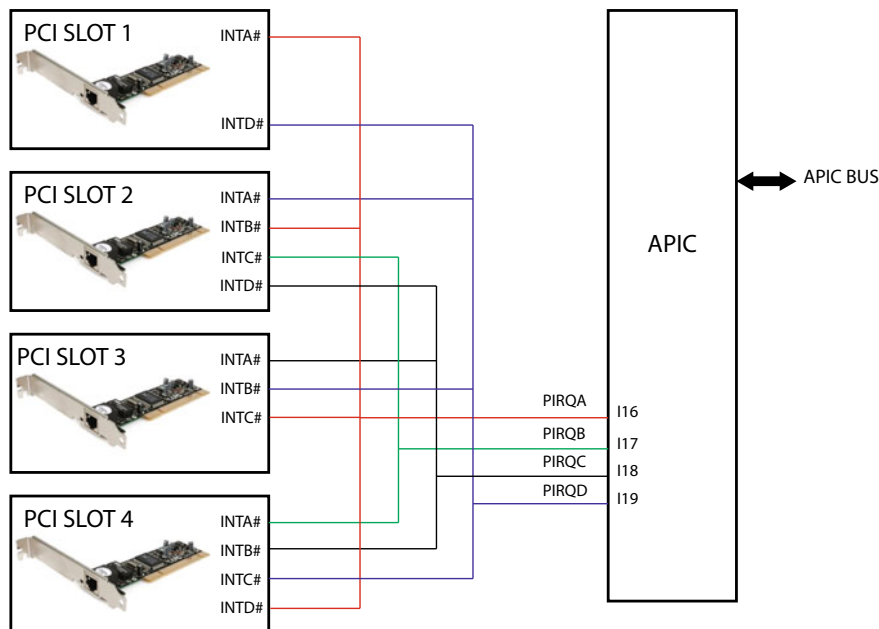 PCI SLOT 1
INTA#
INTD#
PCI SLOT 2
INTA#
INTB#
INTC#
INTD#
PCI SLOT 3
INTA#
INTB#
INTC#
PCI SLOT 4
INTA#
INTB#
INTC#
INTD#
PIRQA
PIRQB
PIRQC
PIRQD
APIC
I16
I17
I18
I19
APIC BUS